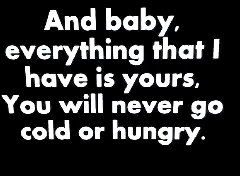 And baby,
everything that I
have is yours,
You will never go
cold or hungry.